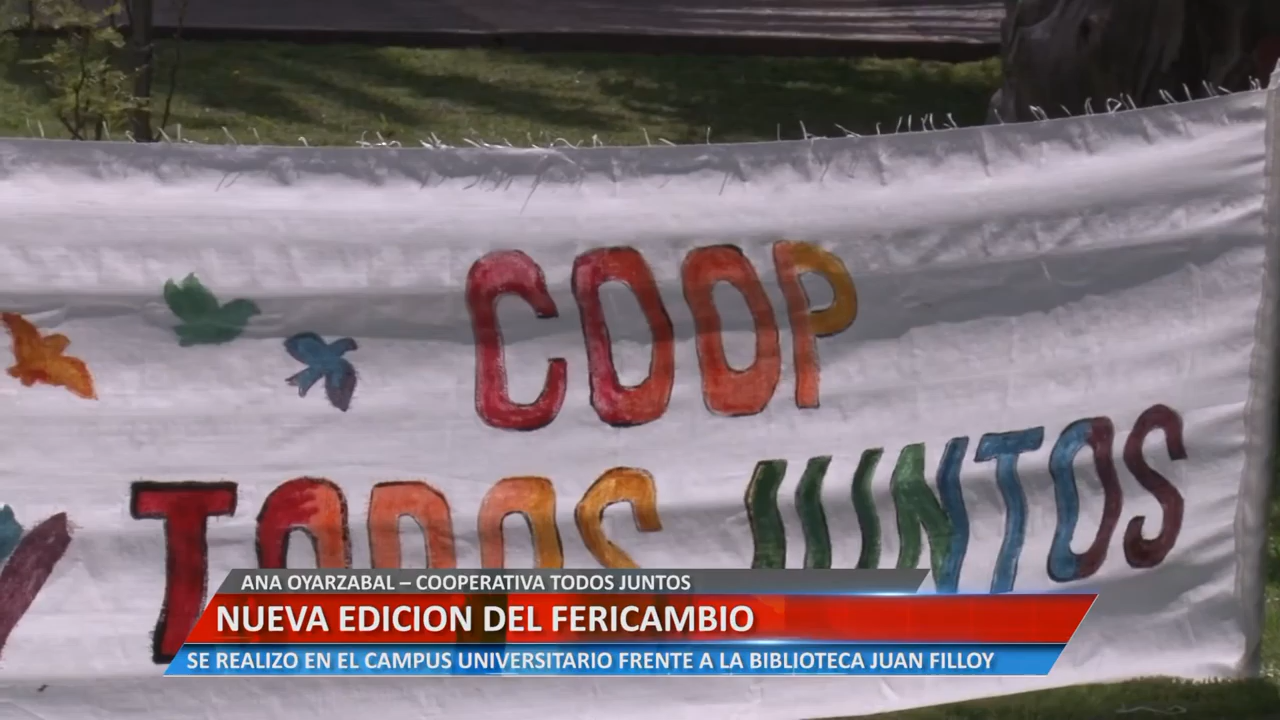 COOP
TODOS JUNTOS
ANA OYARZABAL – COOPERATIVA TODOS JUNTOS
NUEVA EDICION DEL FERICAMBIO
SE REALIZO EN EL CAMPUS UNIVERSITARIO FRENTE A LA BIBLIOTECA JUAN FILLOY